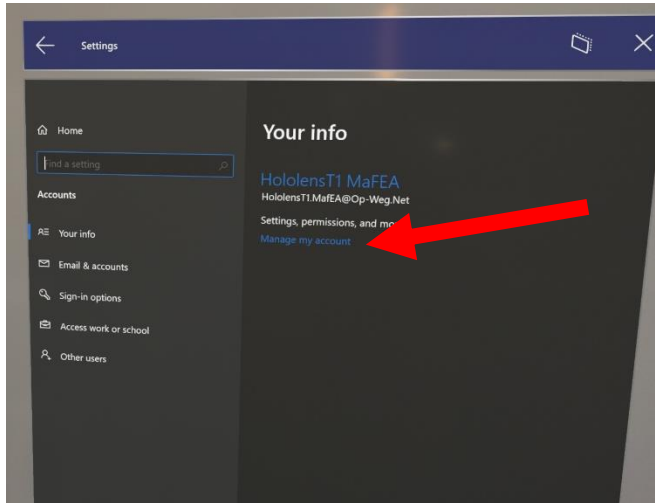 Settings
Home
Find a setting
Accounts
Your info
Email & accounts
Sign-in options
Access work or school
Other users
Your info
HololensT1 MaFEA
HololensT1.MafEA@Op-Weg.Net
Settings, permissions, and
Manage my account